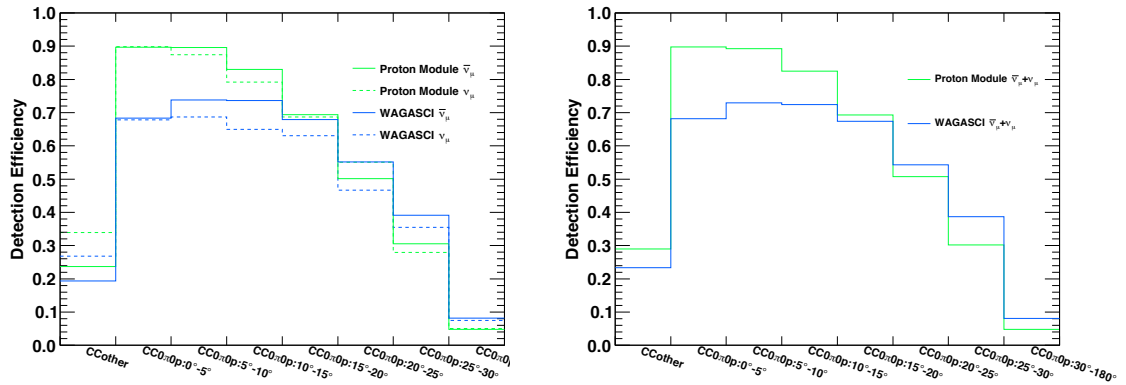 1.0
0.9
0.8
0.7
0.6
0.5
0.4
0.3
0.2
0.1
0.0
Detection Efficiency
Proton Module ν̅μ
Proton Module νμ
WAGASCI ν̅μ
WAGASCI νμ
CCother
CC0π0p:0°-5°
CC0π0p:5°-10°
CC0π0p:10°-15°
CC0π0p:15°-20°
CC0π0p:20°-25°
CC0π0p:25°-30°
CC0π0p
1.0
0.9
0.8
0.7
0.6
0.5
0.4
0.3
0.2
0.1
0.0
Detection Efficiency
Proton Module ν̅μ+νμ
WAGASCI ν̅μ+νμ
CCother
CC0π0p:0°-5°
CC0π0p:5°-10°
CC0π0p:10°-15°
CC0π0p:15°-20°
CC0π0p:20°-25°
CC0π0p:25°-30°
CC0π0p:30°-180°